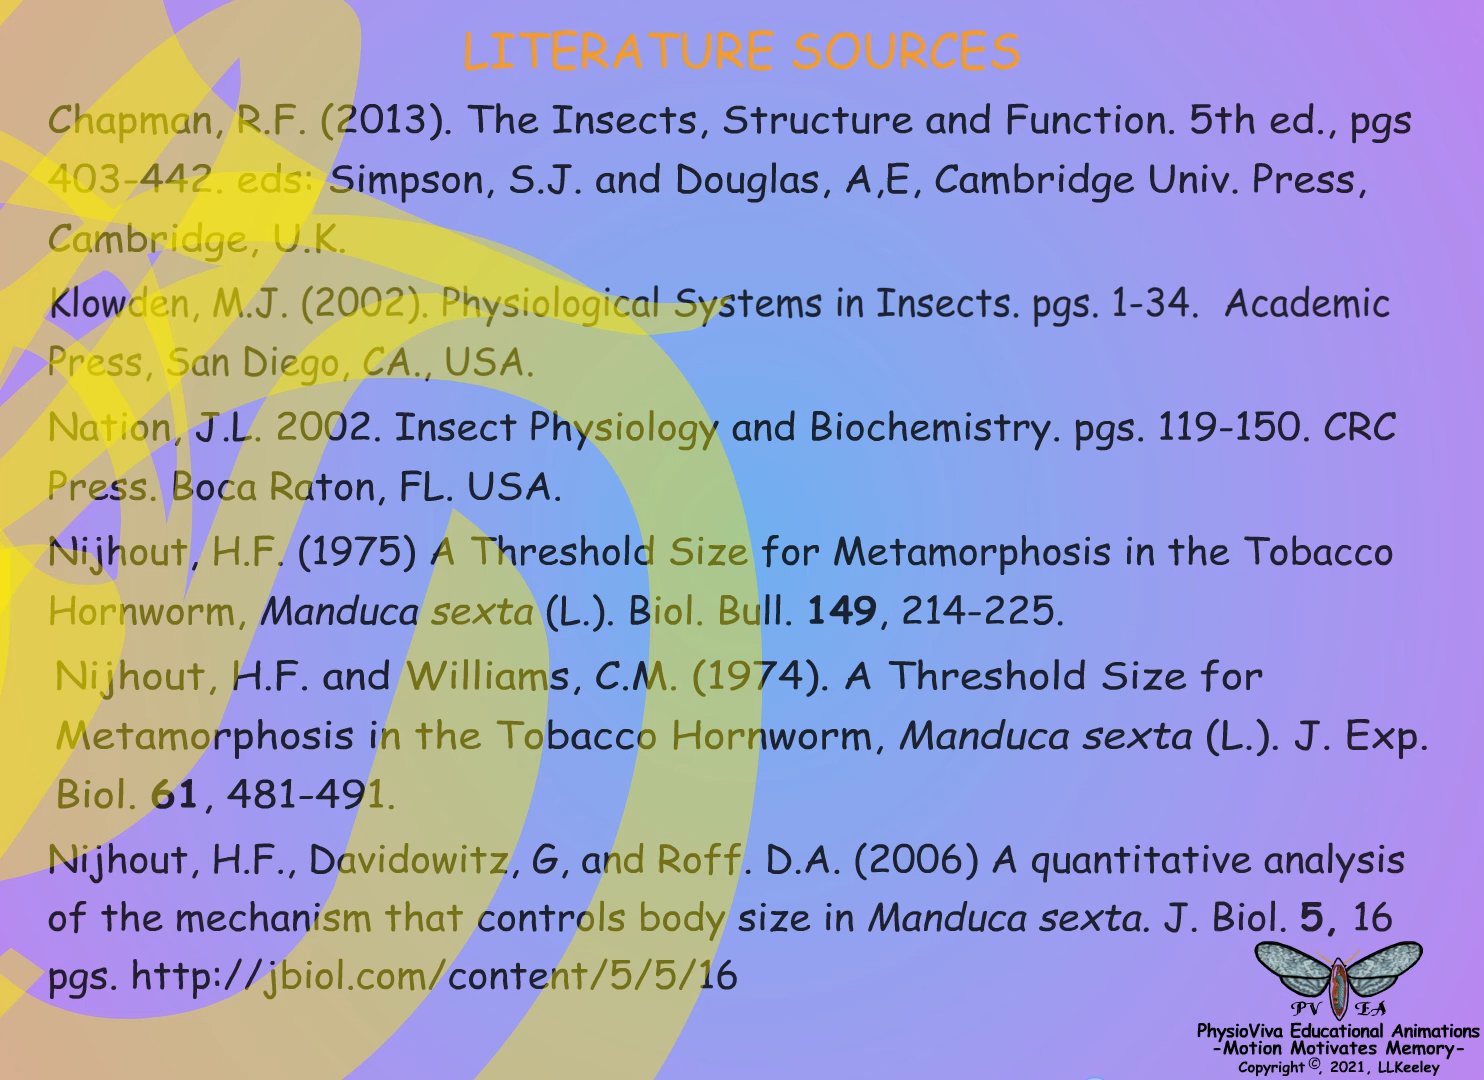 LITERATURE SOURCES
Chapman, R.F. (2013). The Insects, Structure and Function. 5th ed., pgs
403-442. eds: Simpson, S.J. and Douglas, A,E, Cambridge Univ. Press,
Cambridge, U.K.
Klowden, M.J. (2002). Physiological Systems in Insects. pgs. 1-34. Academic
Press, San Diego, CA., USA.
Nation, J.L. 2002. Insect Physiology and Biochemistry. pgs. 119-150. CRC
Press. Boca Raton, FL. USA.
Nijhout, H.F. (1975) A Threshold Size for Metamorphosis in the Tobacco
Hornworm, Manduca sexta (L.). Biol. Bull. 149, 214-225.
Nijhout, H.F. and Williams, C.M. (1974). A Threshold Size for
Metamorphosis in the Tobacco Hornworm, Manduca sexta (L.). J. Exp.
Biol. 61, 481-491.
Nijhout, H.F., Davidowitz, G, and Roff. D.A. (2006) A quantitative analysis
of the mechanism that controls body size in Manduca sexta. J. Biol. 5, 16
pgs. http://jbiol.com/content/5/5/16
PV EA
PhysioViva Educational Animations
-Motion Motivates Memory-
Copyright ©, 2021, LLKeeley